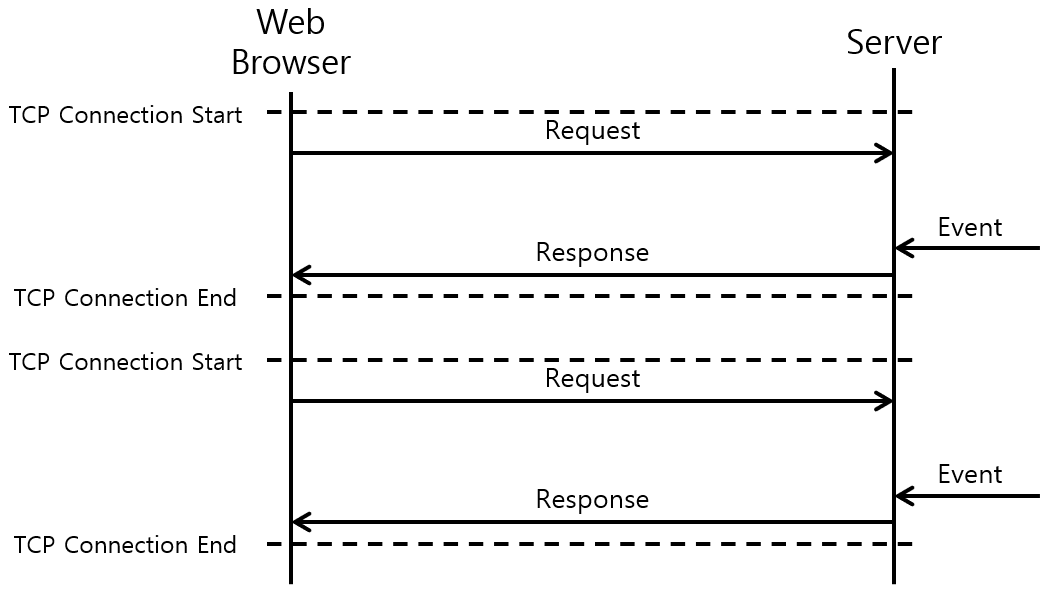 Web
Browser
Server
TCP Connection Start
Request
Event
Response
TCP Connection End
TCP Connection Start
Request
Event
Response
TCP Connection End